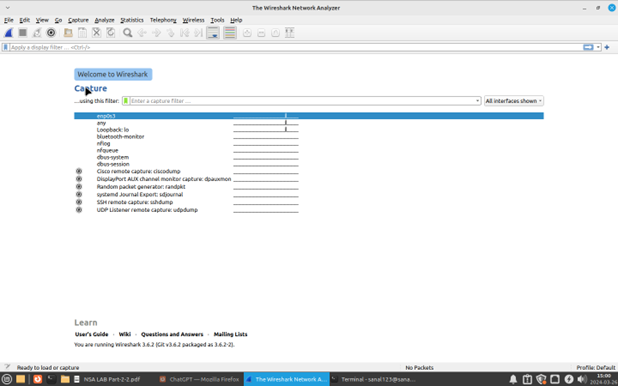 The Wireshark Network Analyzer
File Edit View Go Capture Analyze Statistics Telephony Wireless Tools Help
Apply a display filter ... <Ctrl-/>
Welcome to Wireshark
Capture
...using this filter: Enter a capture filter ... All interfaces shown
enp0s3
any
Loopback: lo
bluetooth-monitor
nflog
nfqueue
dbus-system
dbus-session
Cisco remote capture: ciscodump
DisplayPort AUX channel monitor capture: dpauxmon
Random packet generator: randpkt
systemd Journal Export: sdjournal
SSH remote capture: sshdump
UDP Listener remote capture: udpdump
Learn
User's Guide · Wiki · Questions and Answers · Mailing Lists
You are running Wireshark 3.6.2 (Git v3.6.2 packaged as 3.6.2-2).
Ready to load or capture No Packets Profile: Default
NSA LAB Part-2-2.pdf ChatGPT — Mozilla Firefox The Wireshark Network A... Terminal - sanal123@sana... 15:00
2024-03-26